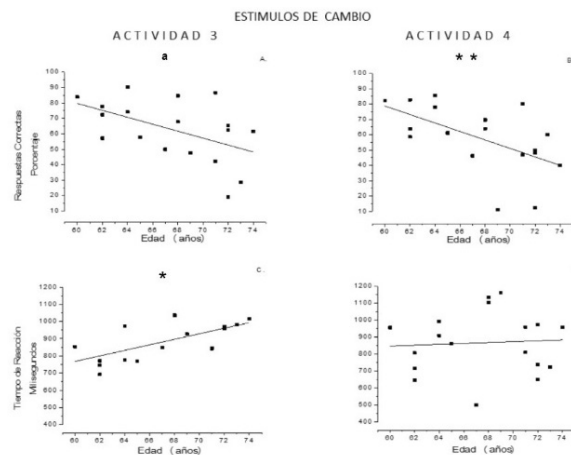 ESTIMULOS DE CAMBIO
ACTIVIDAD 3
ACTIVIDAD 4
a
A.
* *
B
Respuestas Correctas
Porcentaje
100
90
80
70
60
50
40
30
20
10
60 62 64 66 68 70 72 74
Edad (años)
100
90
80
70
60
50
40
30
20
10
60 62 64 66 68 70 72 74
Edad (años)
*
C.
Tiempo de Reacción
Milisegundos
1000
900
800
700
600
500
400
60 62 64 66 68 70 72 74
Edad (años)
1000
900
800
700
600
500
400
60 62 64 66 68 70 72 74
Edad (años)